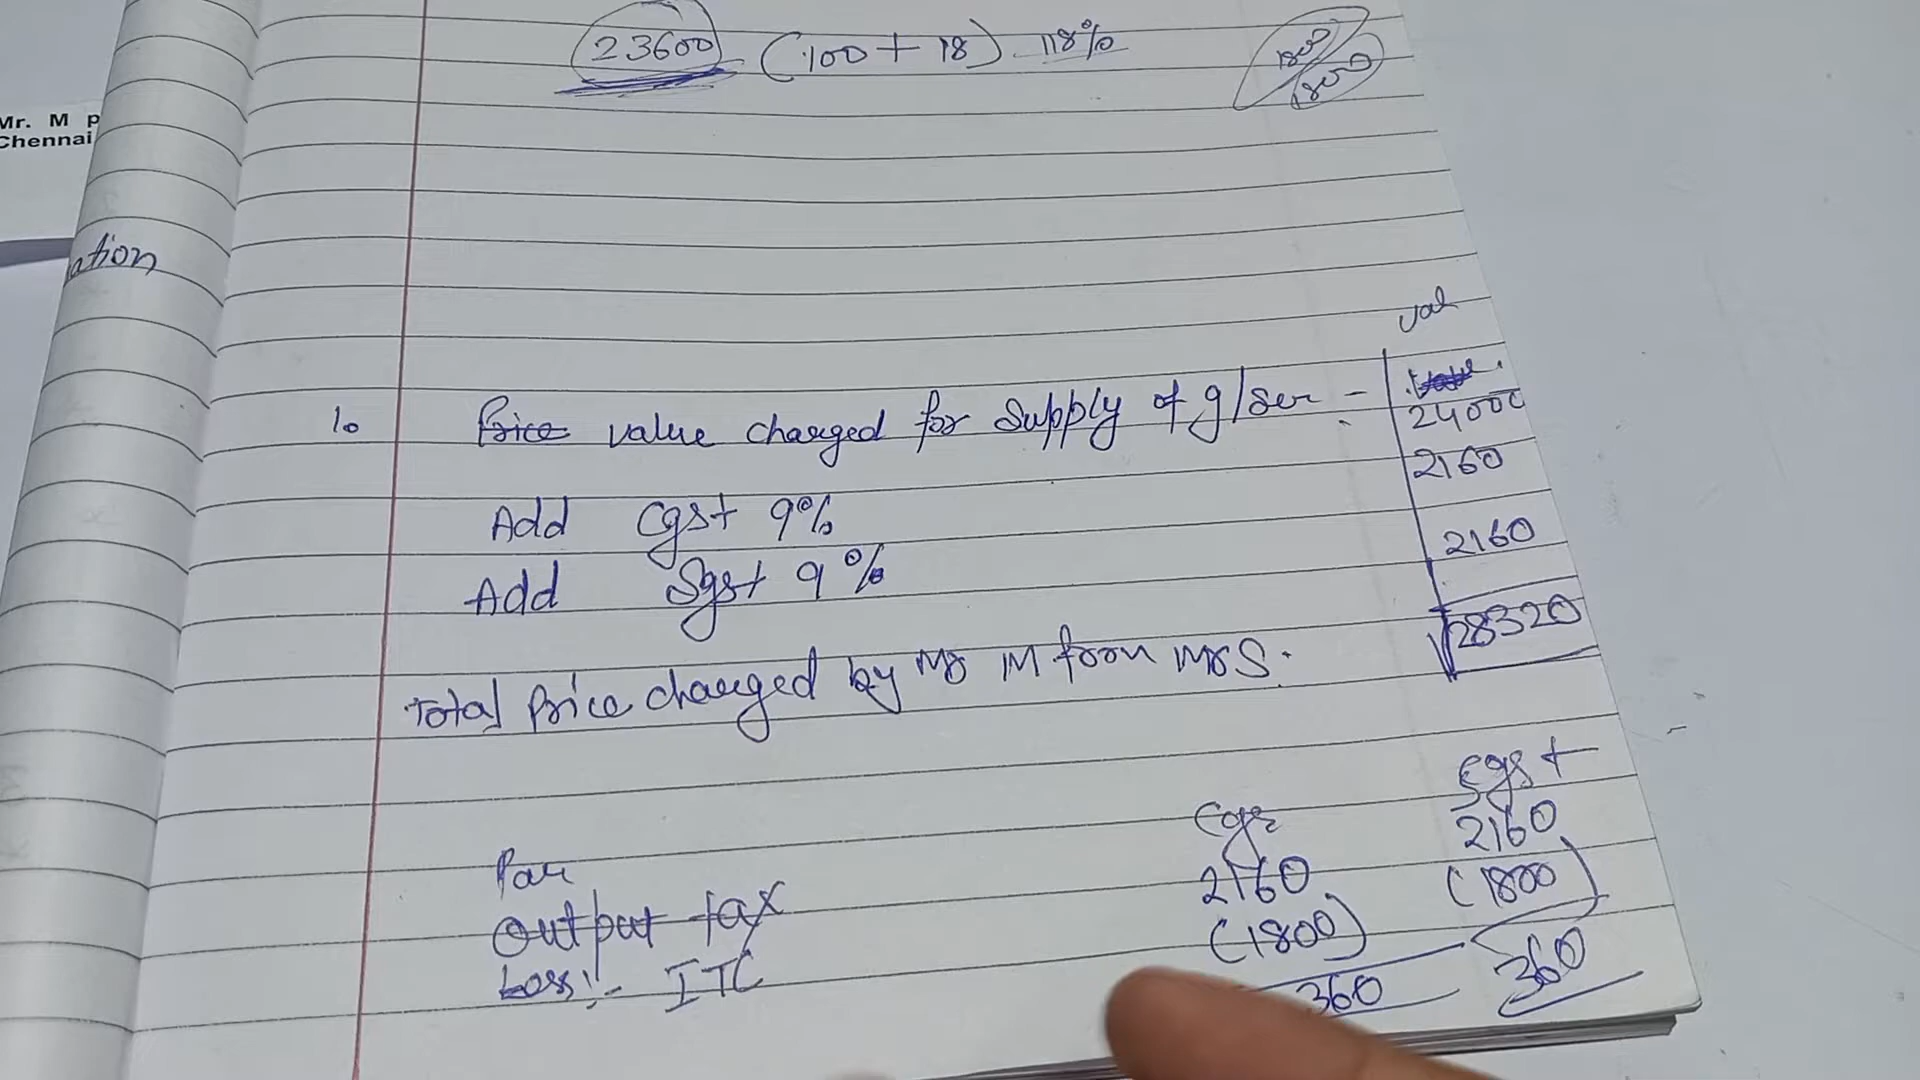 23600 (100 + 18) 118%
1800
1800
Mr. M p
Chennai
ation
val
1. Price value charged for Supply of g/ser - 24000
2160
Add Cgst 9%
2160
Add Sgst 9%
28320
Total price charged by Mr M from Mr S.
Sgst
Cgs
2160
Par
2160
(1800)
Output tax
(1800)
Less:- ITC
360
360